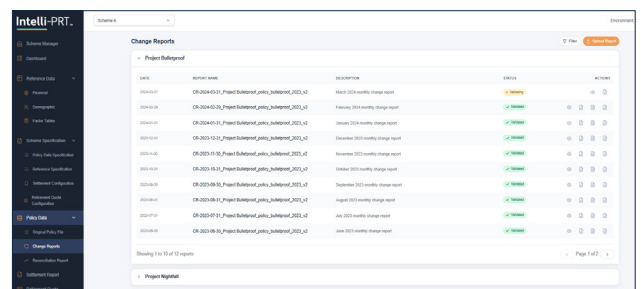 Intelli-PRT
Scheme A
Environment
Scheme Manager
Dashboard
Reference Data
Financial
Demographic
Factor Tables
Scheme Specification
Policy Data Specification
Reference Specification
Settlement Configuration
Retirement Quote
Configuration
Policy Data
Original Policy File
Change Reports
Reconciliation Report
Settlement Report
Change Reports
Filter
Upload Report
Project Bulletproof
DATE REPORT NAME DESCRIPTION STATUS ACTIONS
2024-03-31 CR-2024-03-31_Project Bulletproof_policy_bulletproof_2023_v2 March 2024 monthly change report Validating
2024-02-29 CR-2024-02-29_Project Bulletproof_policy_bulletproof_2023_v2 February 2024 monthly change report Validated
2024-01-31 CR-2024-01-31_Project Bulletproof_policy_bulletproof_2023_v2 January 2024 monthly change report Validated
2023-12-31 CR-2023-12-31_Project Bulletproof_policy_bulletproof_2023_v2 December 2023 monthly change report Validated
2023-11-30 CR-2023-11-30_Project Bulletproof_policy_bulletproof_2023_v2 November 2023 monthly change report Validated
2023-10-31 CR-2023-10-31_Project Bulletproof_policy_bulletproof_2023_v2 October 2023 monthly change report Validated
2023-09-30 CR-2023-09-30_Project Bulletproof_policy_bulletproof_2023_v2 September 2023 monthly change report Validated
2023-08-31 CR-2023-08-31_Project Bulletproof_policy_bulletproof_2023_v2 August 2023 monthly change report Validated
2023-07-31 CR-2023-07-31_Project Bulletproof_policy_bulletproof_2023_v2 July 2023 monthly change report Validated
2023-06-30 CR-2023-06-30_Project Bulletproof_policy_bulletproof_2023_v2 June 2023 monthly change report Validated
Showing 1 to 10 of 12 reports
Page 1 of 2
Project Nightfall